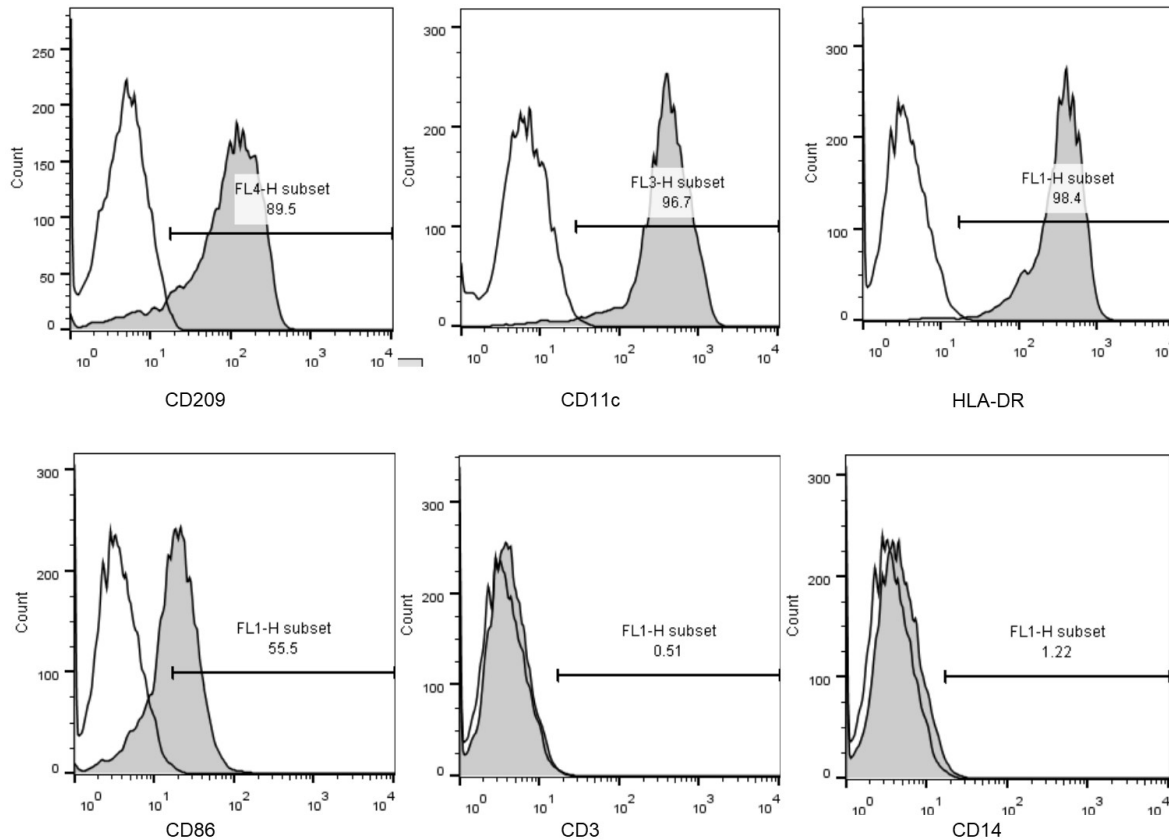 250
200
150
100
50
0
Count
FL4-H subset
89.5
10^0 10^1 10^2 10^3 10^4
CD209
300
200
100
0
Count
FL3-H subset
96.7
10^0 10^1 10^2 10^3 10^4
CD11c
300
200
100
0
Count
FL1-H subset
98.4
10^0 10^1 10^2 10^3 10^4
HLA-DR
300
200
100
0
Count
FL1-H subset
55.5
10^0 10^1 10^2 10^3 10^4
CD86
300
200
100
0
Count
FL1-H subset
0.51
10^0 10^1 10^2 10^3 10^4
CD3
300
200
100
0
Count
FL1-H subset
1.22
10^0 10^1 10^2 10^3 10^4
CD14